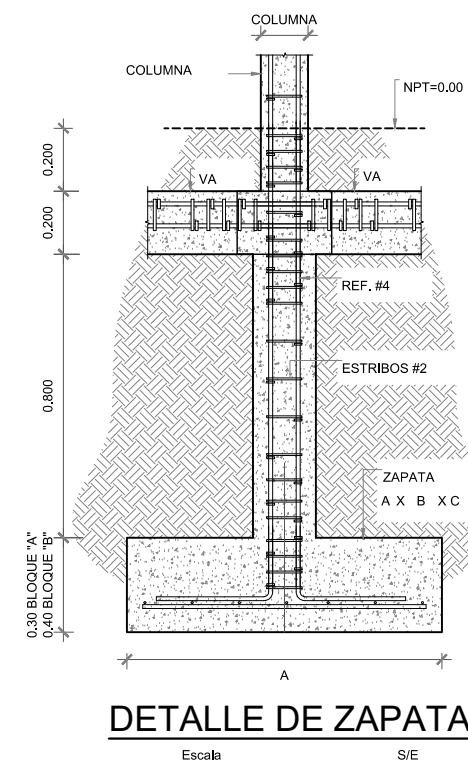 COLUMNA
COLUMNA
NPT=0.00
0.200
VA
VA
0.200
REF. #4
0.800
ESTRIBOS #2
ZAPATA
A X B X C
0.30 BLOQUE "A"
0.40 BLOQUE "B"
A
DETALLE DE ZAPATA
Escala S/E